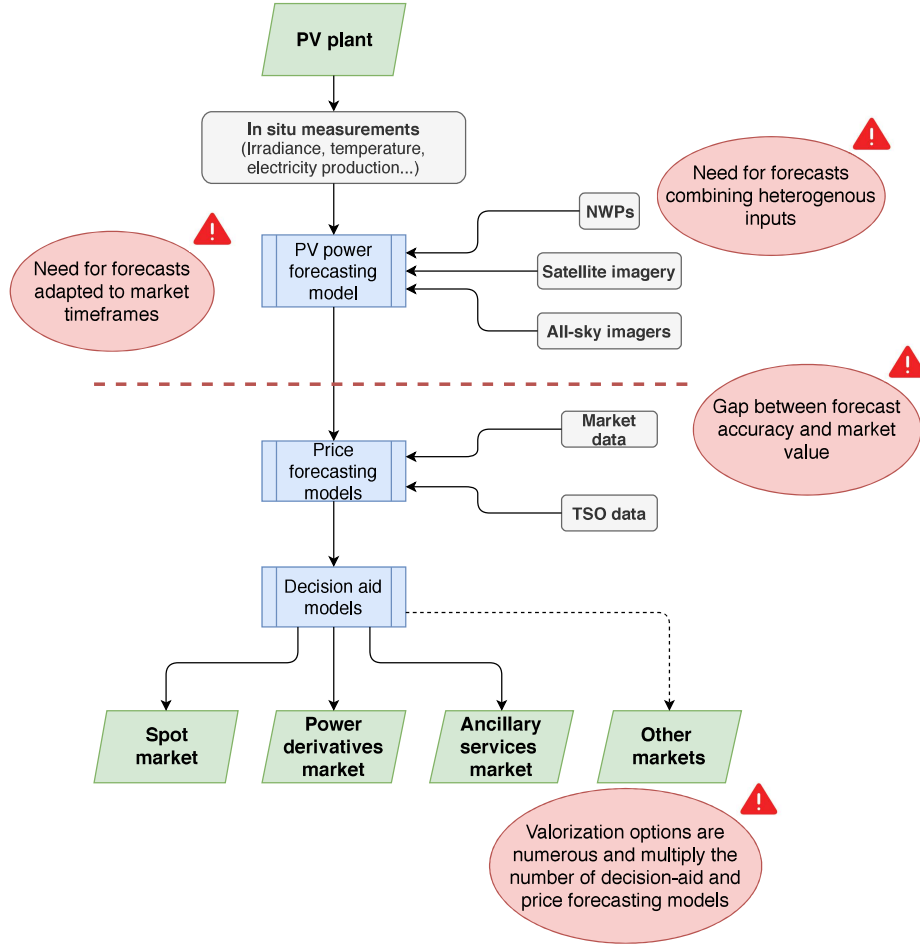 PV plant
In situ measurements
(Irradiance, temperature,
electricity production...)
Need for forecasts
combining heterogenous
inputs
NWPs
PV power
forecasting
model
Need for forecasts
adapted to market
timeframes
Satellite imagery
All-sky imagers
Gap between forecast
accuracy and market
value
Market
data
Price
forecasting
models
TSO data
Decision aid
models
Spot
market
Power
derivatives
market
Ancillary
services
market
Other
markets
Valorization options are
numerous and multiply the
number of decision-aid and
price forecasting models